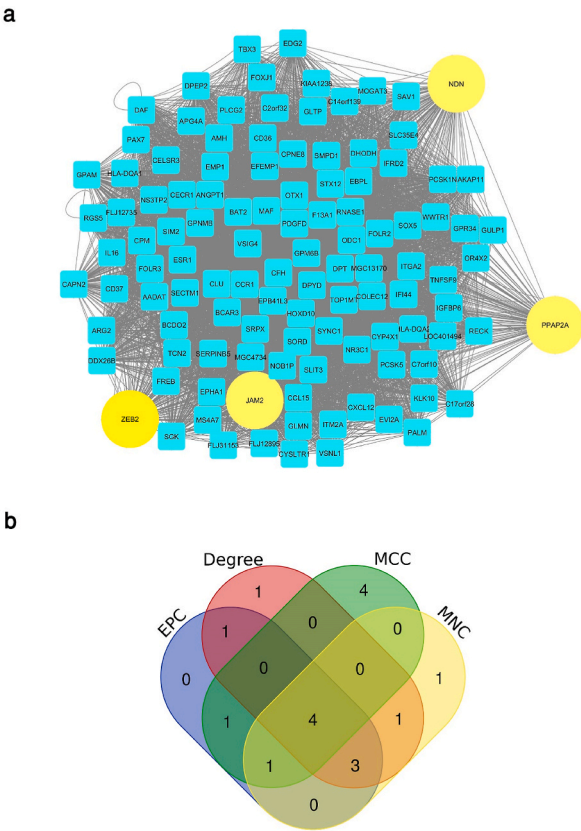 a
EDG2
TBX3
NDN
FOXJ1
KIAA1235
MOGAT3
DPEP2
C14orf139
SAV1
C2orf32
DAF
PLCG2
GLTP
APG4A
SLC35E4
PAX7
AMH
CD36
CPNE8
SMPD1
DHODH
IFRD2
CELSR3
EMP1
EFEMP1
GPAM
HLA-DQA1
EBPL
PCSK1N
AKAP11
STX12
NS3TP2
CECR1
ANGPT1
OTX1
RGS5
FLJ12735
BAT2
MAF
F13A1
RNASE1
WWTR1
GPNMB
PDGFD
SOX5
GPR34
GULP1
SIM2
FOLR2
CPM
VSIG4
ODC1
IL16
GPM6B
OR4X2
ESR1
FOLR3
DPT
MGC13170
ITGA2
CFH
CAPN2
CD37
AADAT
SECTM1
CLU
CCR1
DPYD
TNFSF9
EPB41L3
TOP1M
COLEC12
IFI44
BCAR3
HOXD10
IGFBP6
PPAP2A
ARG2
BCDO2
SRPX
SYNC1
CYP4X1
HLA-DQA2
LOC401494
RECK
SORD
DDX26B
TCN2
SERPINB5
MGC4734
NR3C1
NOB1P
PCSK5
C7orf10
SLIT3
FREB
EPHA1
JAM2
CCL15
KLK10
C17orf28
CXCL12
ZEB2
MS4A7
GLMN
ITM2A
EVI2A
SGK
PALM
FLJ31153
FLJ12895
CYSLTR1
VSNL1
b
Degree
MCC
EPC
MNC
1
4
1
0
0
0
0
0
1
1
4
1
1
3
0